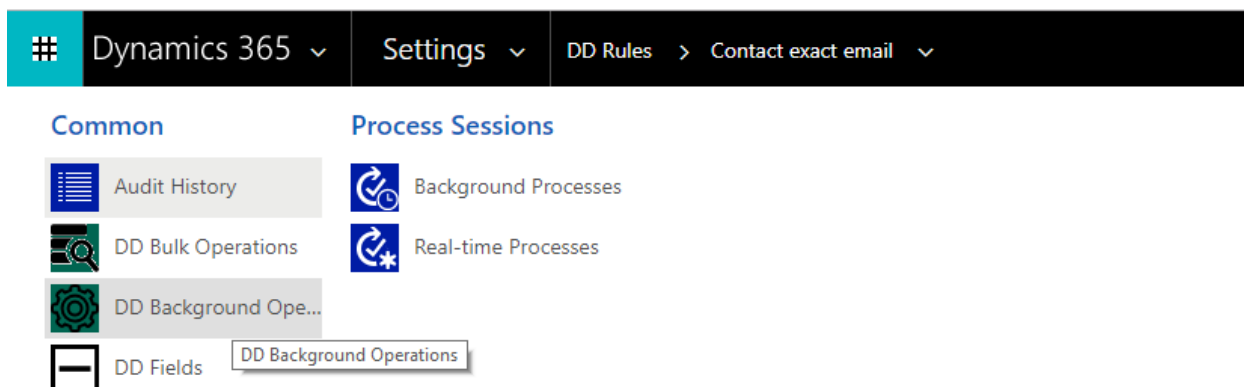 Dynamics 365 Settings DD Rules > Contact exact email
Common Process Sessions
Audit History Background Processes
DD Bulk Operations Real-time Processes
DD Background Ope...
DD Background Operations
DD Fields